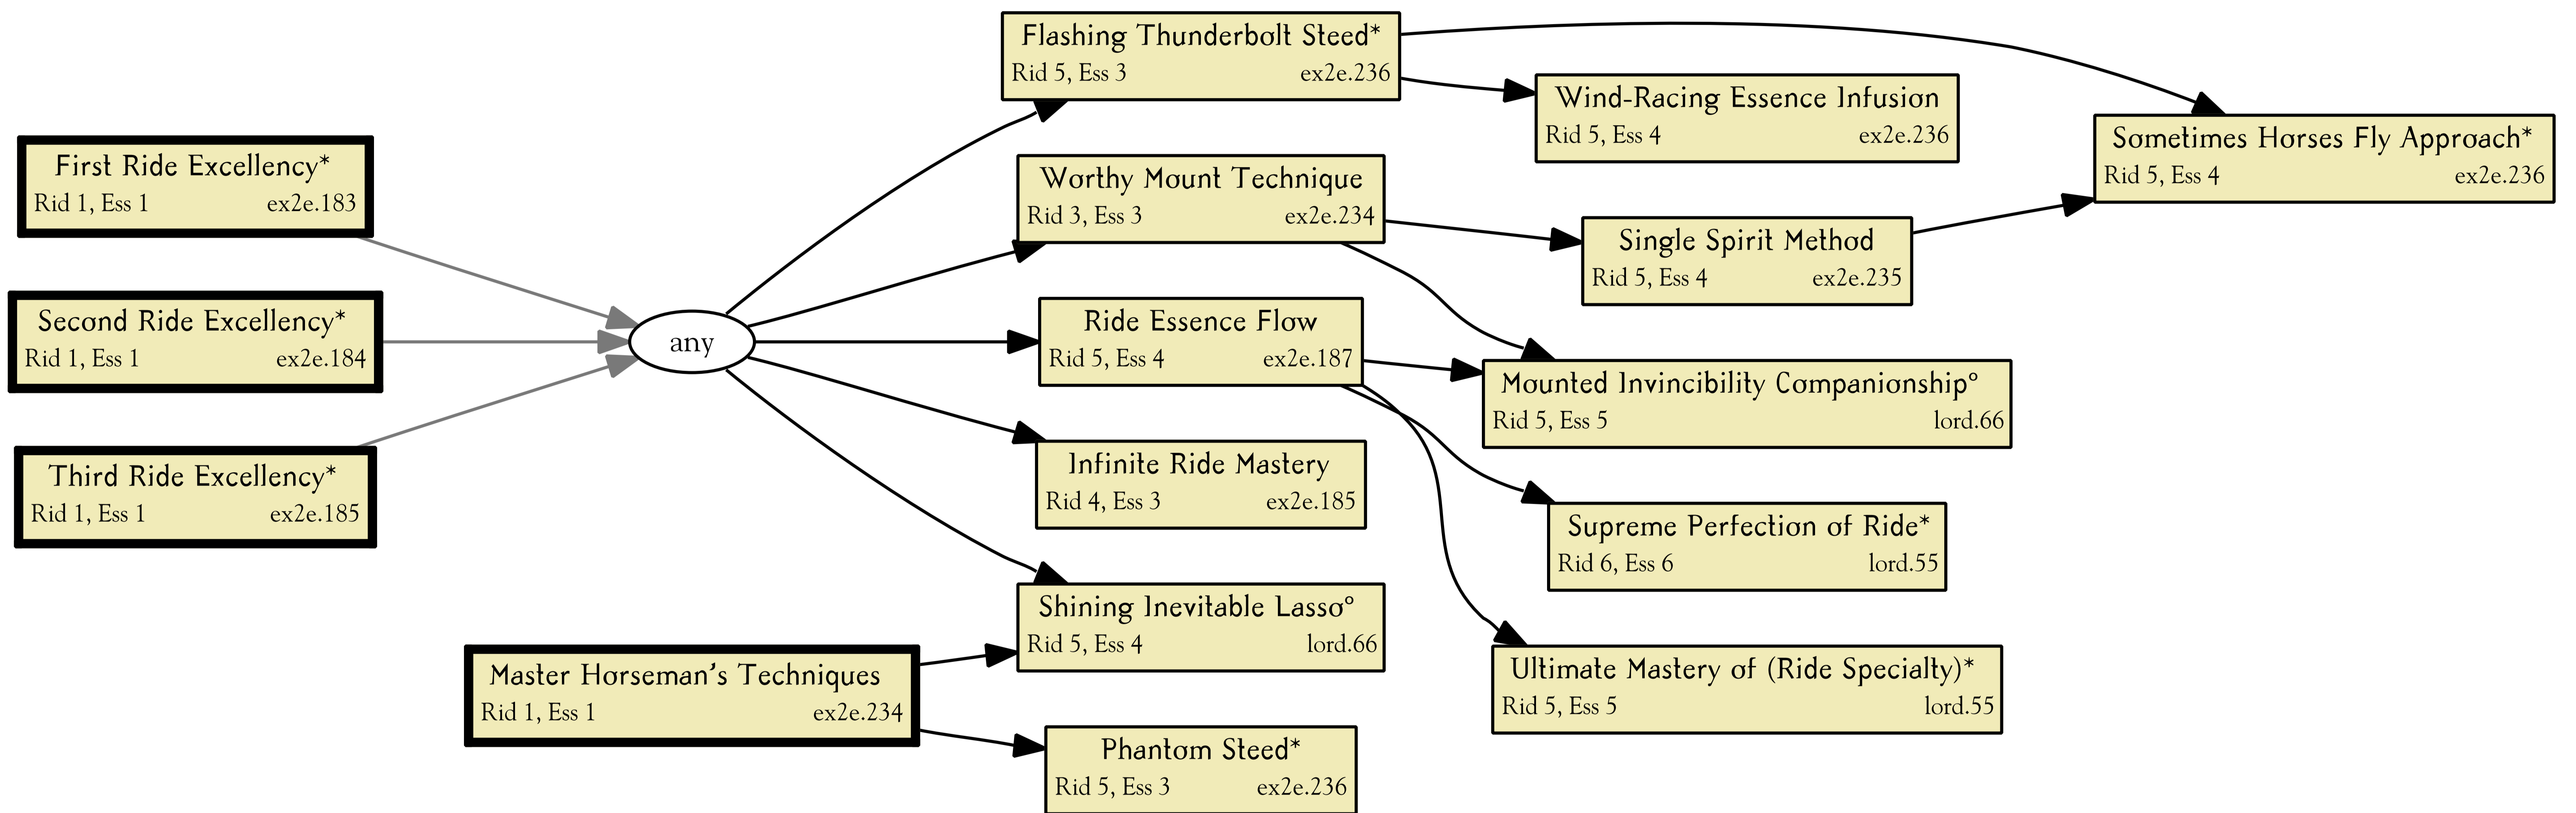 First Ride Excellency*
Rid 1, Ess 1 ex2e.183
Second Ride Excellency*
Rid 1, Ess 1 ex2e.184
Third Ride Excellency*
Rid 1, Ess 1 ex2e.185
any
Master Horseman's Techniques
Rid 1, Ess 1 ex2e.234
Flashing Thunderbolt Steed*
Rid 5, Ess 3 ex2e.236
Worthy Mount Technique
Rid 3, Ess 3 ex2e.234
Ride Essence Flow
Rid 5, Ess 4 ex2e.187
Infinite Ride Mastery
Rid 4, Ess 3 ex2e.185
Shining Inevitable Lasso°
Rid 5, Ess 4 lord.66
Phantom Steed*
Rid 5, Ess 3 ex2e.236
Wind-Racing Essence Infusion
Rid 5, Ess 4 ex2e.236
Single Spirit Method
Rid 5, Ess 4 ex2e.235
Mounted Invincibility Companionship°
Rid 5, Ess 5 lord.66
Supreme Perfection of Ride*
Rid 6, Ess 6 lord.55
Ultimate Mastery of (Ride Specialty)*
Rid 5, Ess 5 lord.55
Sometimes Horses Fly Approach*
Rid 5, Ess 4 ex2e.236